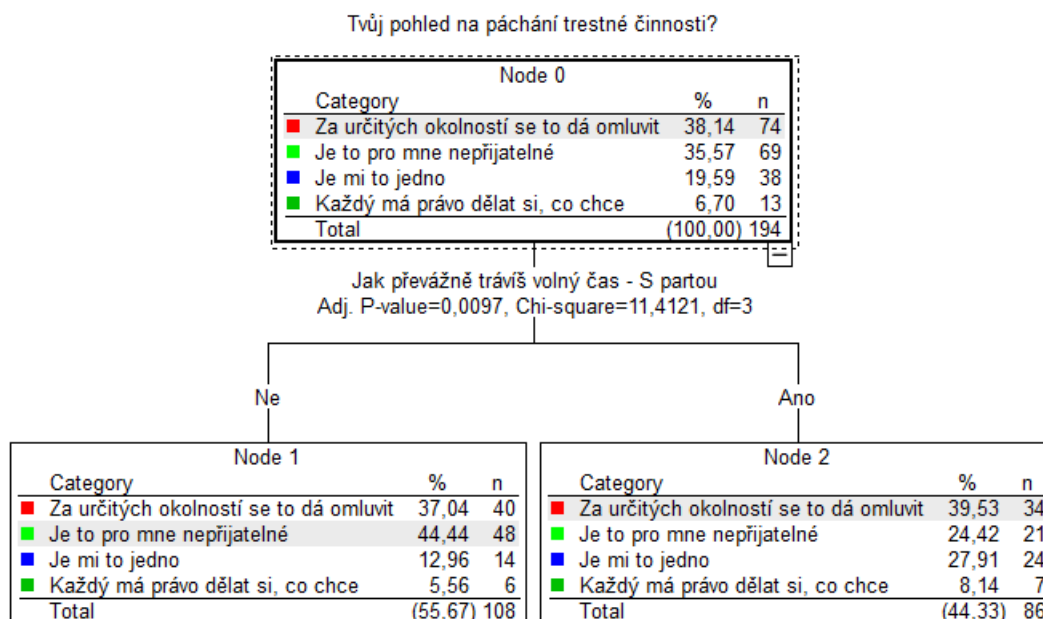 Tvůj pohled na páchání trestné činnosti?
Node 0
Category % n
Za určitých okolností se to dá omluvit 38,14 74
Je to pro mne nepřijatelné 35,57 69
Je mi to jedno 19,59 38
Každý má právo dělat si, co chce 6,70 13
Total (100,00) 194
Jak převážně trávíš volný čas - S partou
Adj. P-value=0,0097, Chi-square=11,4121, df=3
Ne
Ano
Node 1
Category % n
Za určitých okolností se to dá omluvit 37,04 40
Je to pro mne nepřijatelné 44,44 48
Je mi to jedno 12,96 14
Každý má právo dělat si, co chce 5,56 6
Total (55,67) 108
Node 2
Category % n
Za určitých okolností se to dá omluvit 39,53 34
Je to pro mne nepřijatelné 24,42 21
Je mi to jedno 27,91 24
Každý má právo dělat si, co chce 8,14 7
Total (44,33) 86